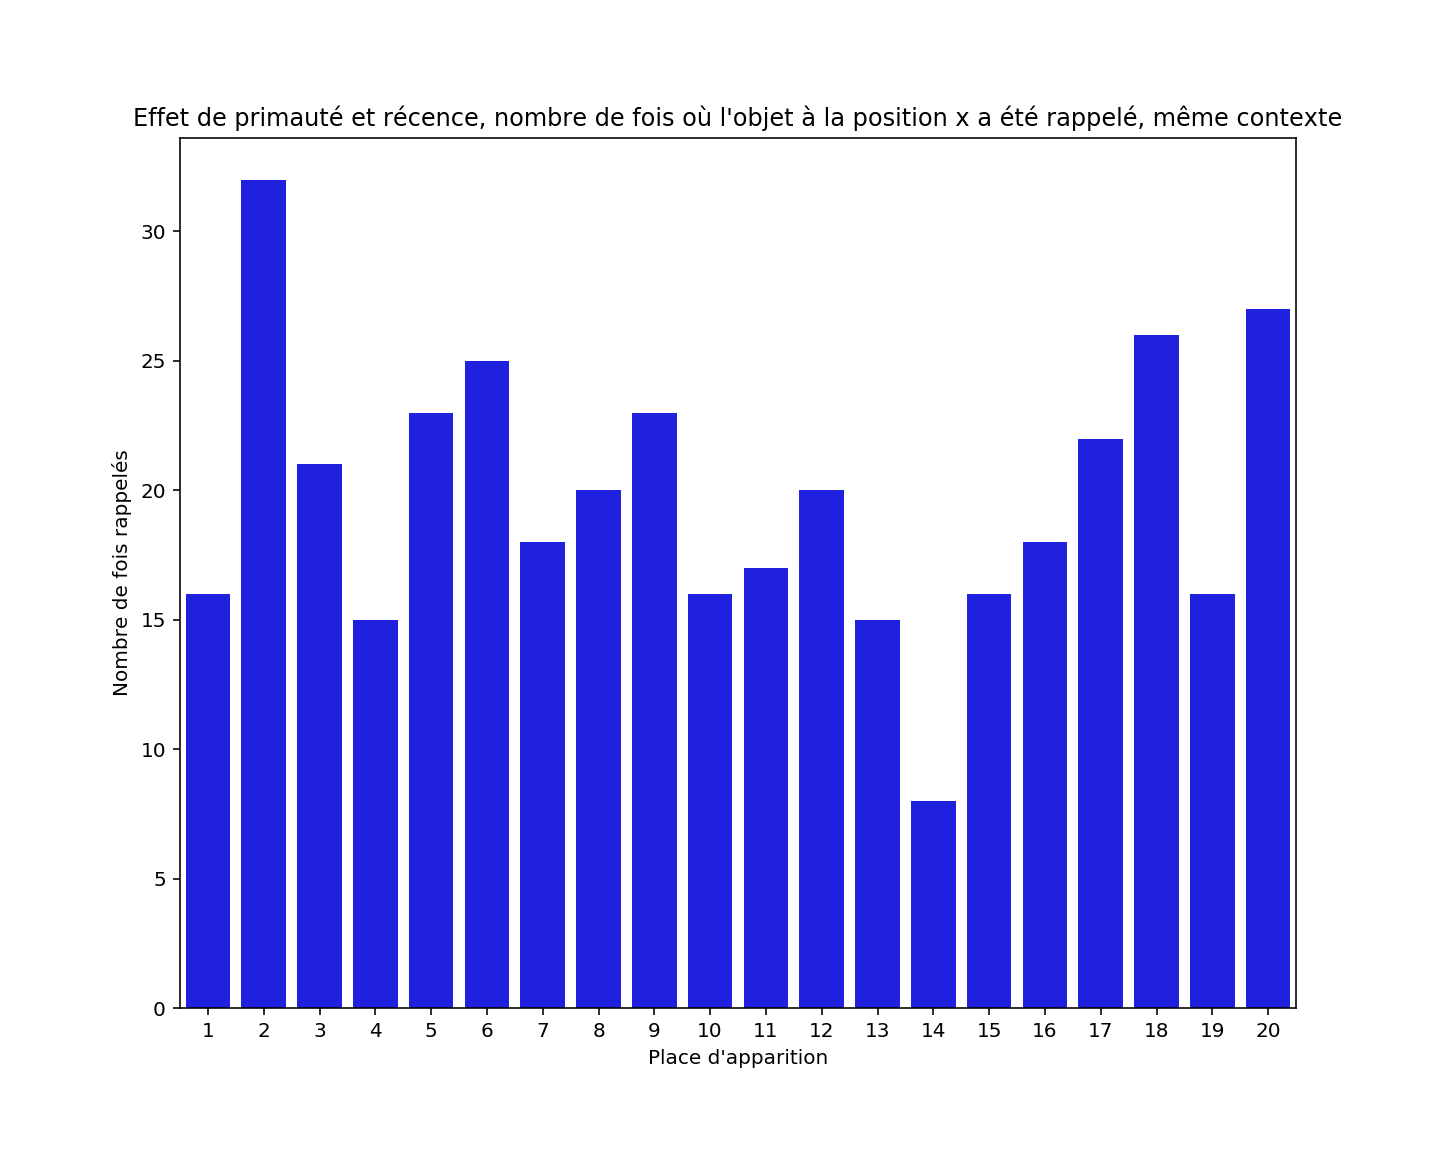 Effet de primauté et récence, nombre de fois où l'objet à la position x a été rappelé, même contexte
30
25
20
15
10
5
0
Nombre de fois rappelés
1 2 3 4 5 6 7 8 9 10 11 12 13 14 15 16 17 18 19 20
Place d'apparition